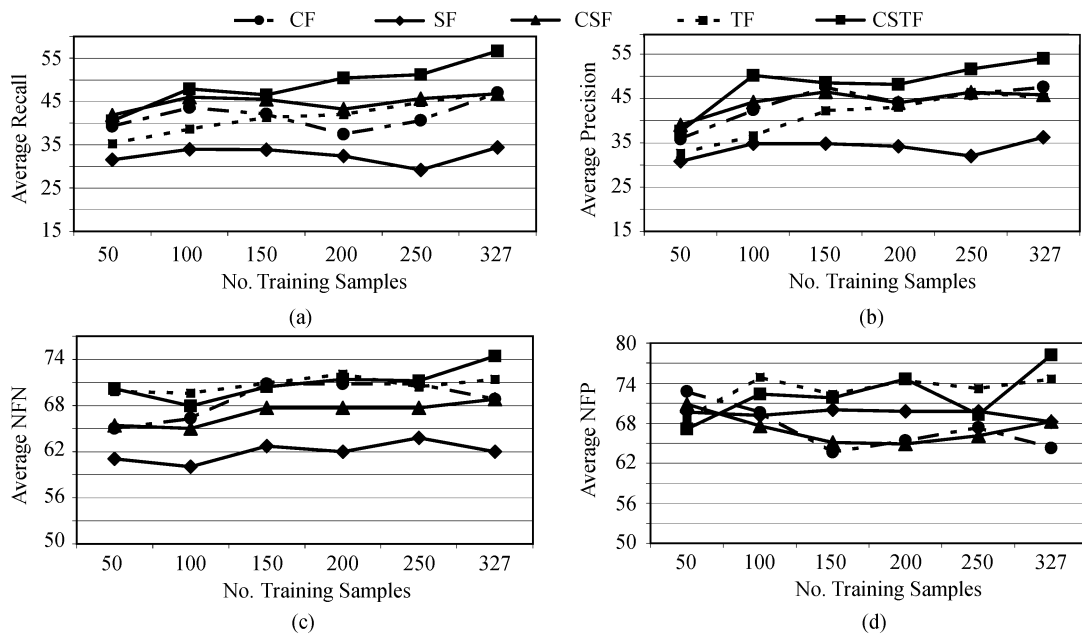 CF SF CSF TF CSTF
Average Recall
55
45
35
25
15
50 100 150 200 250 327
No. Training Samples
(a)
Average Precision
55
45
35
25
15
50 100 150 200 250 327
No. Training Samples
(b)
Average NFN
74
68
62
56
50
50 100 150 200 250 327
No. Training Samples
(c)
Average NFP
80
74
68
62
56
50
50 100 150 200 250 327
No. Training Samples
(d)